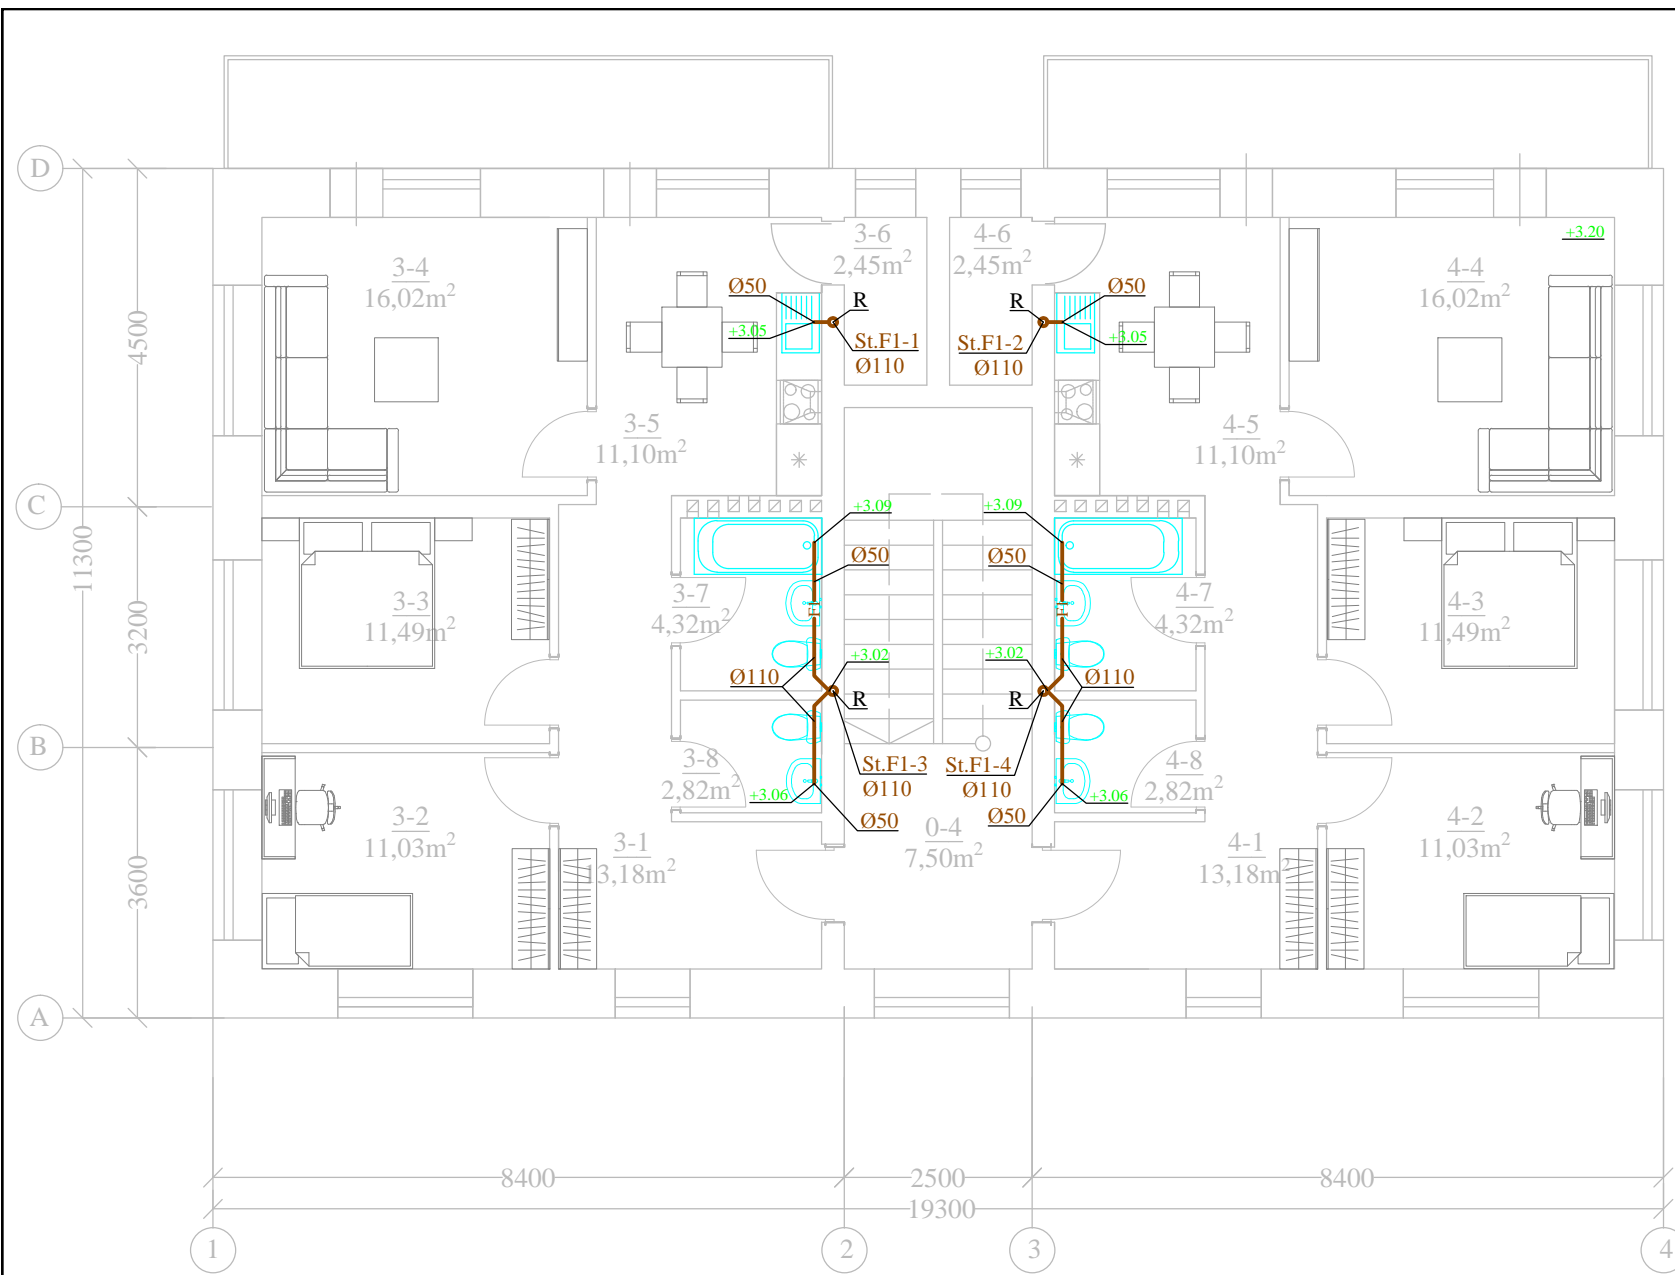 D
3-6
2,45m²
4-6
2,45m²
+3.20
3-4
16,02m²
4-4
16,02m²
Ø50
R
R
Ø50
4500
+3.05
St.F1-1
Ø110
St.F1-2
Ø110
+3.05
3-5
11,10m²
4-5
11,10m²
C
+3.09
+3.09
11300
Ø50
Ø50
3-3
11,49m²
3-7
4,32m²
4-7
4,32m²
4-3
11,49m²
3200
+3.02
+3.02
Ø110
R
R
Ø110
B
3-8
2,82m²
St.F1-3
Ø110
St.F1-4
Ø110
4-8
2,82m²
+3.06
+3.06
3-2
11,03m²
Ø50
Ø50
4-2
11,03m²
3-1
13,18m²
0-4
7,50m²
4-1
13,18m²
3600
A
8400
2500
8400
19300
1
2
3
4